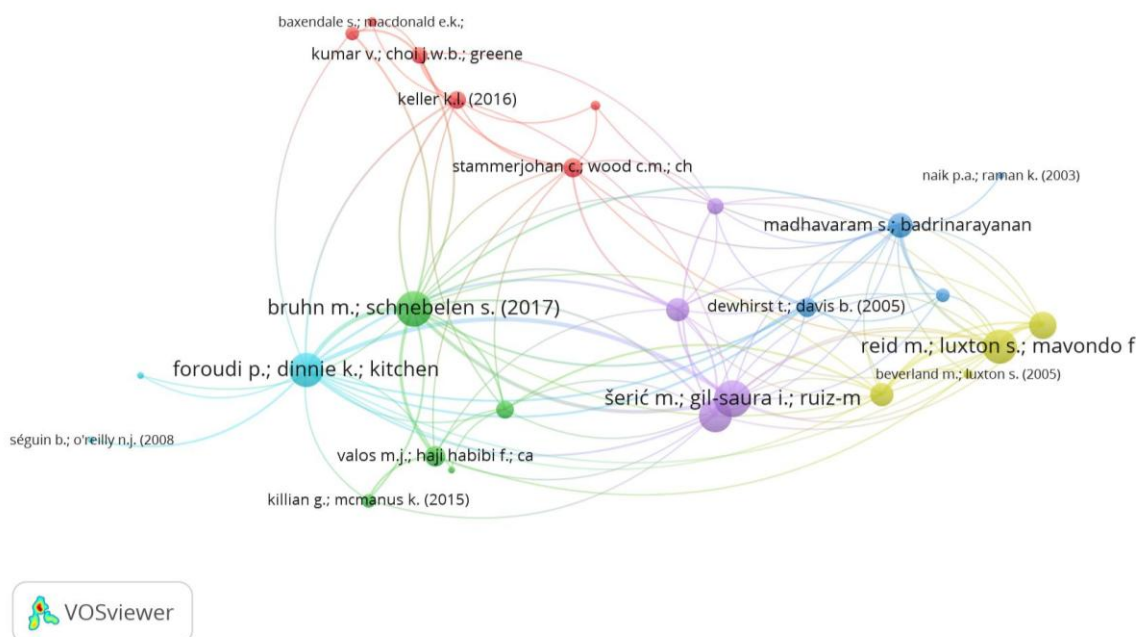 baxendale s.; macdonald e.k.;
kumar v.; choi j.w.b.; greene
keller k.l. (2016)
stammerjohan c.; wood c.m.; ch
naik p.a.; raman k. (2003)
madhavaram s.; badrinarayanan
bruhn m.; schnebelen s. (2017)
dewhirst t.; davis b. (2005)
reid m.; luxton s.; mavondo f
foroudi p.; dinnie k.; kitchen
beverland m.; luxton s. (2005)
šerić m.; gil-saura i.; ruiz-m
séguin b.; o'reilly n.j. (2008
valos m.j.; haji habibi f.; ca
killian g.; mcmanus k. (2015)
VOSviewer